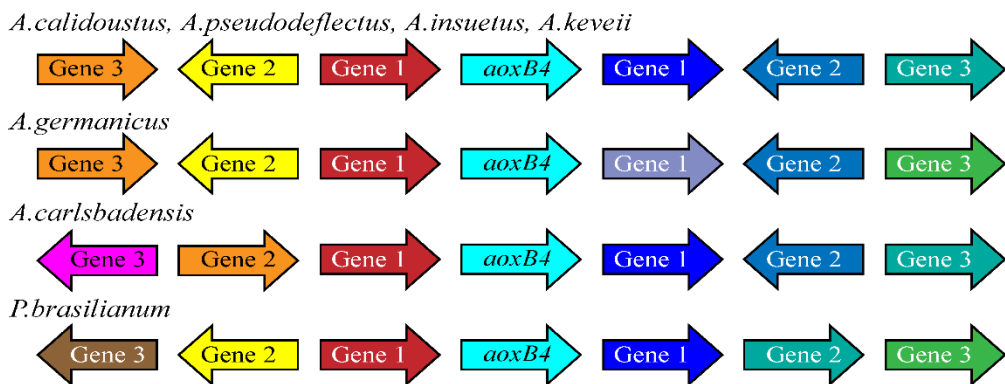 A.calidoustus, A.pseudodeflectus, A.insuetus, A.keveii
Gene 3 Gene 2 Gene 1 aoxB4 Gene 1 Gene 2 Gene 3
A.germanicus
Gene 3 Gene 2 Gene 1 aoxB4 Gene 1 Gene 2 Gene 3
A.carlsbadensis
Gene 3 Gene 2 Gene 1 aoxB4 Gene 1 Gene 2 Gene 3
P.brasilianum
Gene 3 Gene 2 Gene 1 aoxB4 Gene 1 Gene 2 Gene 3